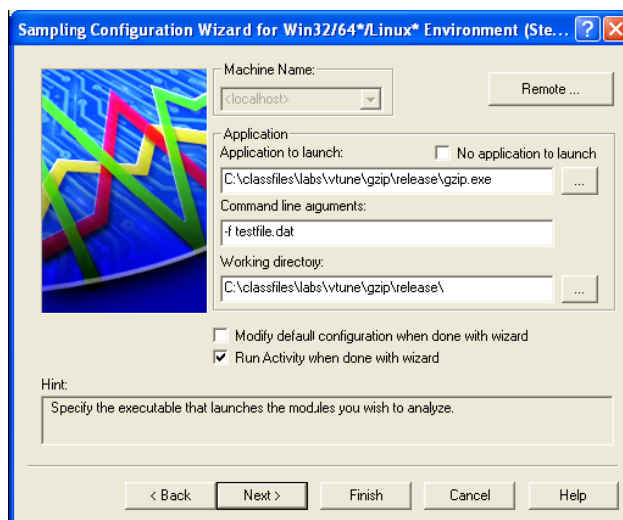 Sampling Configuration Wizard for Win32/64*/Linux* Environment (Ste...
Machine Name:
<localhost>
Remote ...
Application
Application to launch:
No application to launch
C:\classfiles\labs\vtune\gzip\release\gzip.exe
...
Command line arguments:
-f testfile.dat
Working directory:
C:\classfiles\labs\vtune\gzip\release\
...
Modify default configuration when done with wizard
Run Activity when done with wizard
Hint:
Specify the executable that launches the modules you wish to analyze.
< Back
Next >
Finish
Cancel
Help